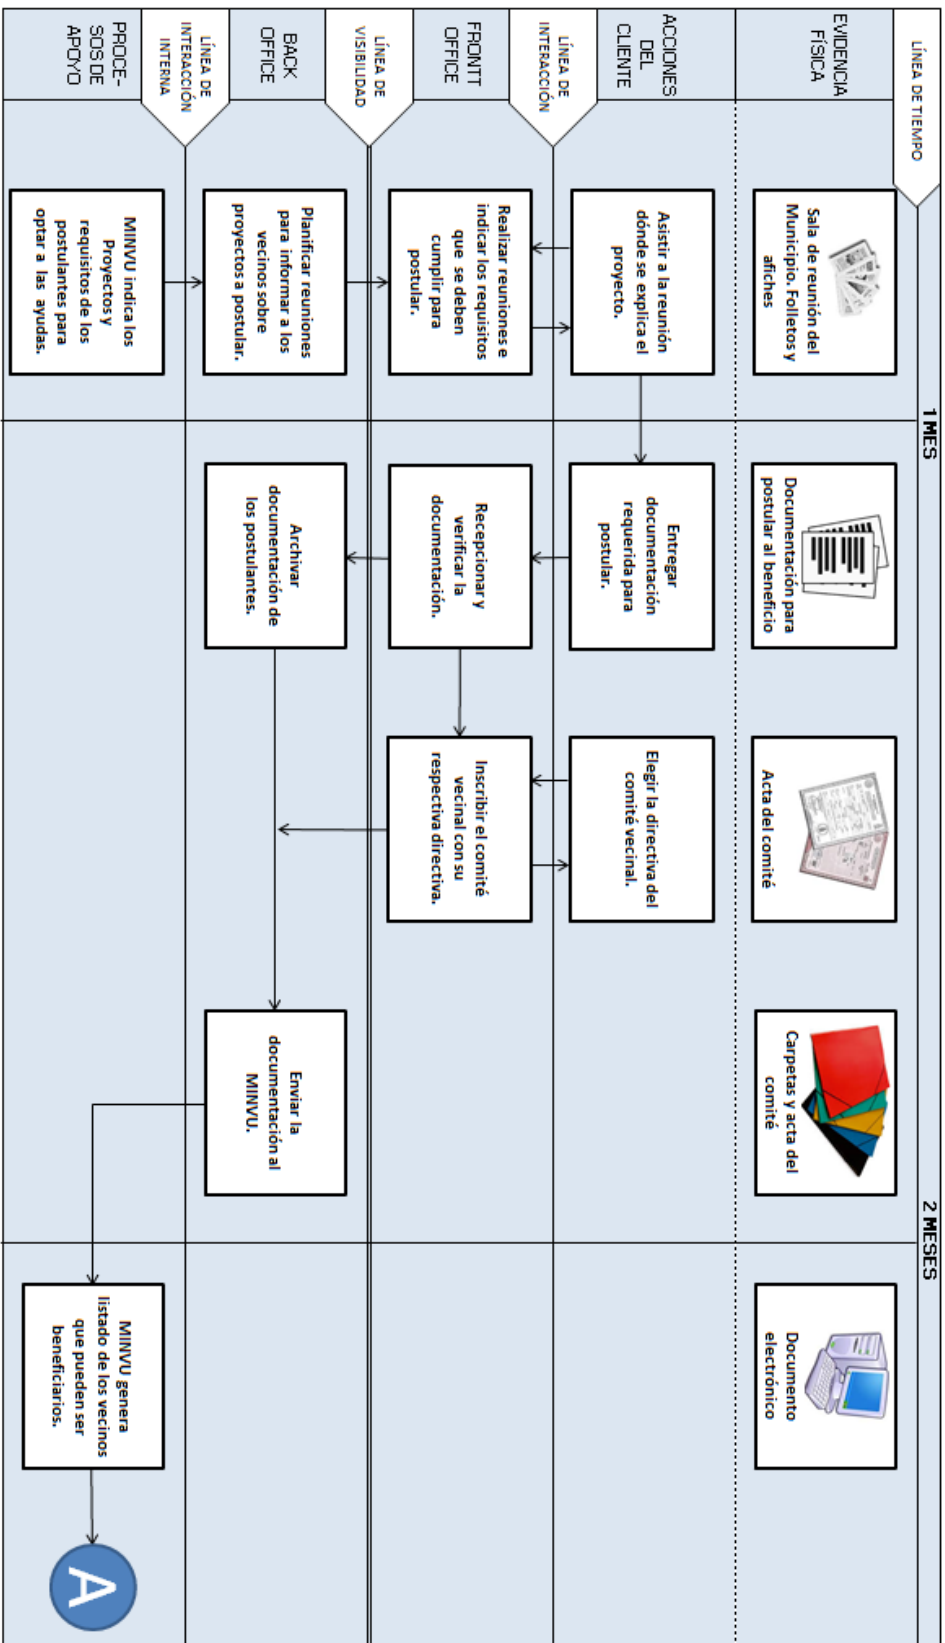 LÍNEA DE TIEMPO
1 MES
2 MESES
EVIDENCIA
FÍSICA
Sala de reunión del
Municipio. Folletos y
afiches
Documentación para
postular al beneficio
Acta del comité
Carpetas y acta del
comité
Documento
electrónico
ACCIONES
DEL
CLIENTE
Asistir a la reunión
dónde se explica el
proyecto.
Entregar
documentación
requerida para
postular.
Elegir la directiva del
comité vecinal.
LÍNEA DE
INTERACCIÓN
FRONTT
OFFICE
Realizar reuniones e
indicar los requisitos
que se deben
cumplir para
postular.
Recepcionar y
verificar la
documentación.
Inscribir el comité
vecinal con su
respectiva directiva.
LÍNEA DE
VISIBILIDAD
BACK
OFFICE
Planificar reuniones
para informar a los
vecinos sobre
proyectos a postular.
Archivar
documentación de
los postulantes.
Enviar la
documentación al
MINVU.
LÍNEA DE
INTERACCIÓN
INTERNA
PROCE-
SOS DE
APOYO
MINVU indica los
Proyectos y
requisitos de los
postulantes para
optar a las ayudas.
MINVU genera
listado de los vecinos
que pueden ser
beneficiarios.
A